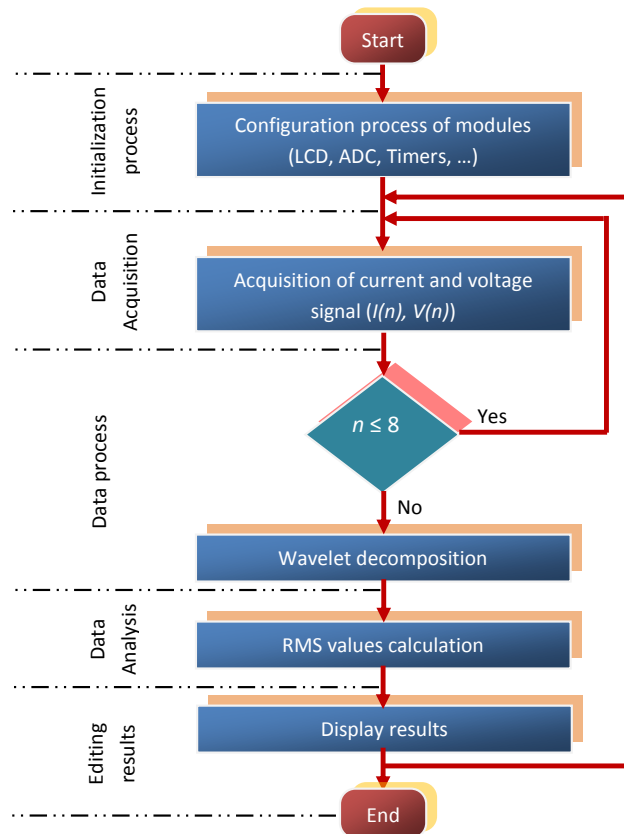 Start
Initialization
process
Configuration process of modules
(LCD, ADC, Timers, ...)
Data
Acquisition
Acquisition of current and voltage
signal (I(n), V(n))
Data process
n ≤ 8
Yes
No
Wavelet decomposition
Data
Analysis
RMS values calculation
Editing
results
Display results
End